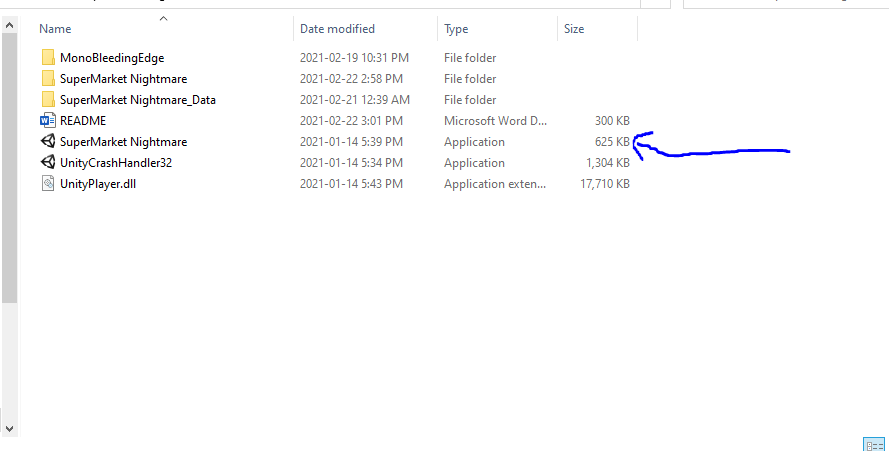 Name Date modified Type Size
MonoBleedingEdge 2021-02-19 10:31 PM File folder
SuperMarket Nightmare 2021-02-22 2:58 PM File folder
SuperMarket Nightmare_Data 2021-02-21 12:39 AM File folder
README 2021-02-22 3:01 PM Microsoft Word D... 300 KB
SuperMarket Nightmare 2021-01-14 5:39 PM Application 625 KB
UnityCrashHandler32 2021-01-14 5:34 PM Application 1,304 KB
UnityPlayer.dll 2021-01-14 5:43 PM Application exten... 17,710 KB